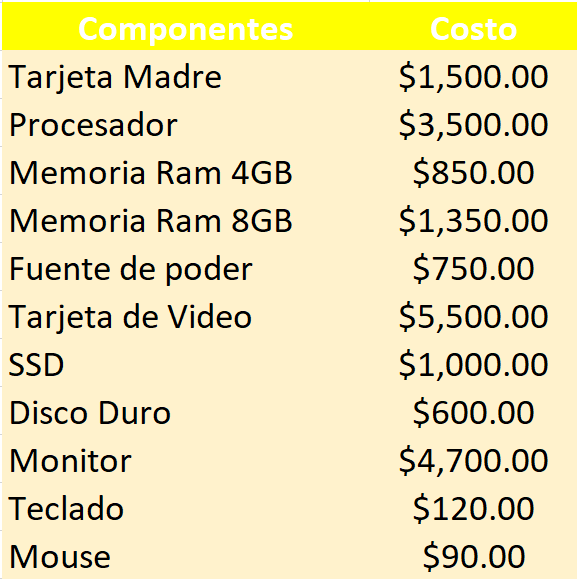 Componentes Costo
Tarjeta Madre $1,500.00
Procesador $3,500.00
Memoria Ram 4GB $850.00
Memoria Ram 8GB $1,350.00
Fuente de poder $750.00
Tarjeta de Video $5,500.00
SSD $1,000.00
Disco Duro $600.00
Monitor $4,700.00
Teclado $120.00
Mouse $90.00